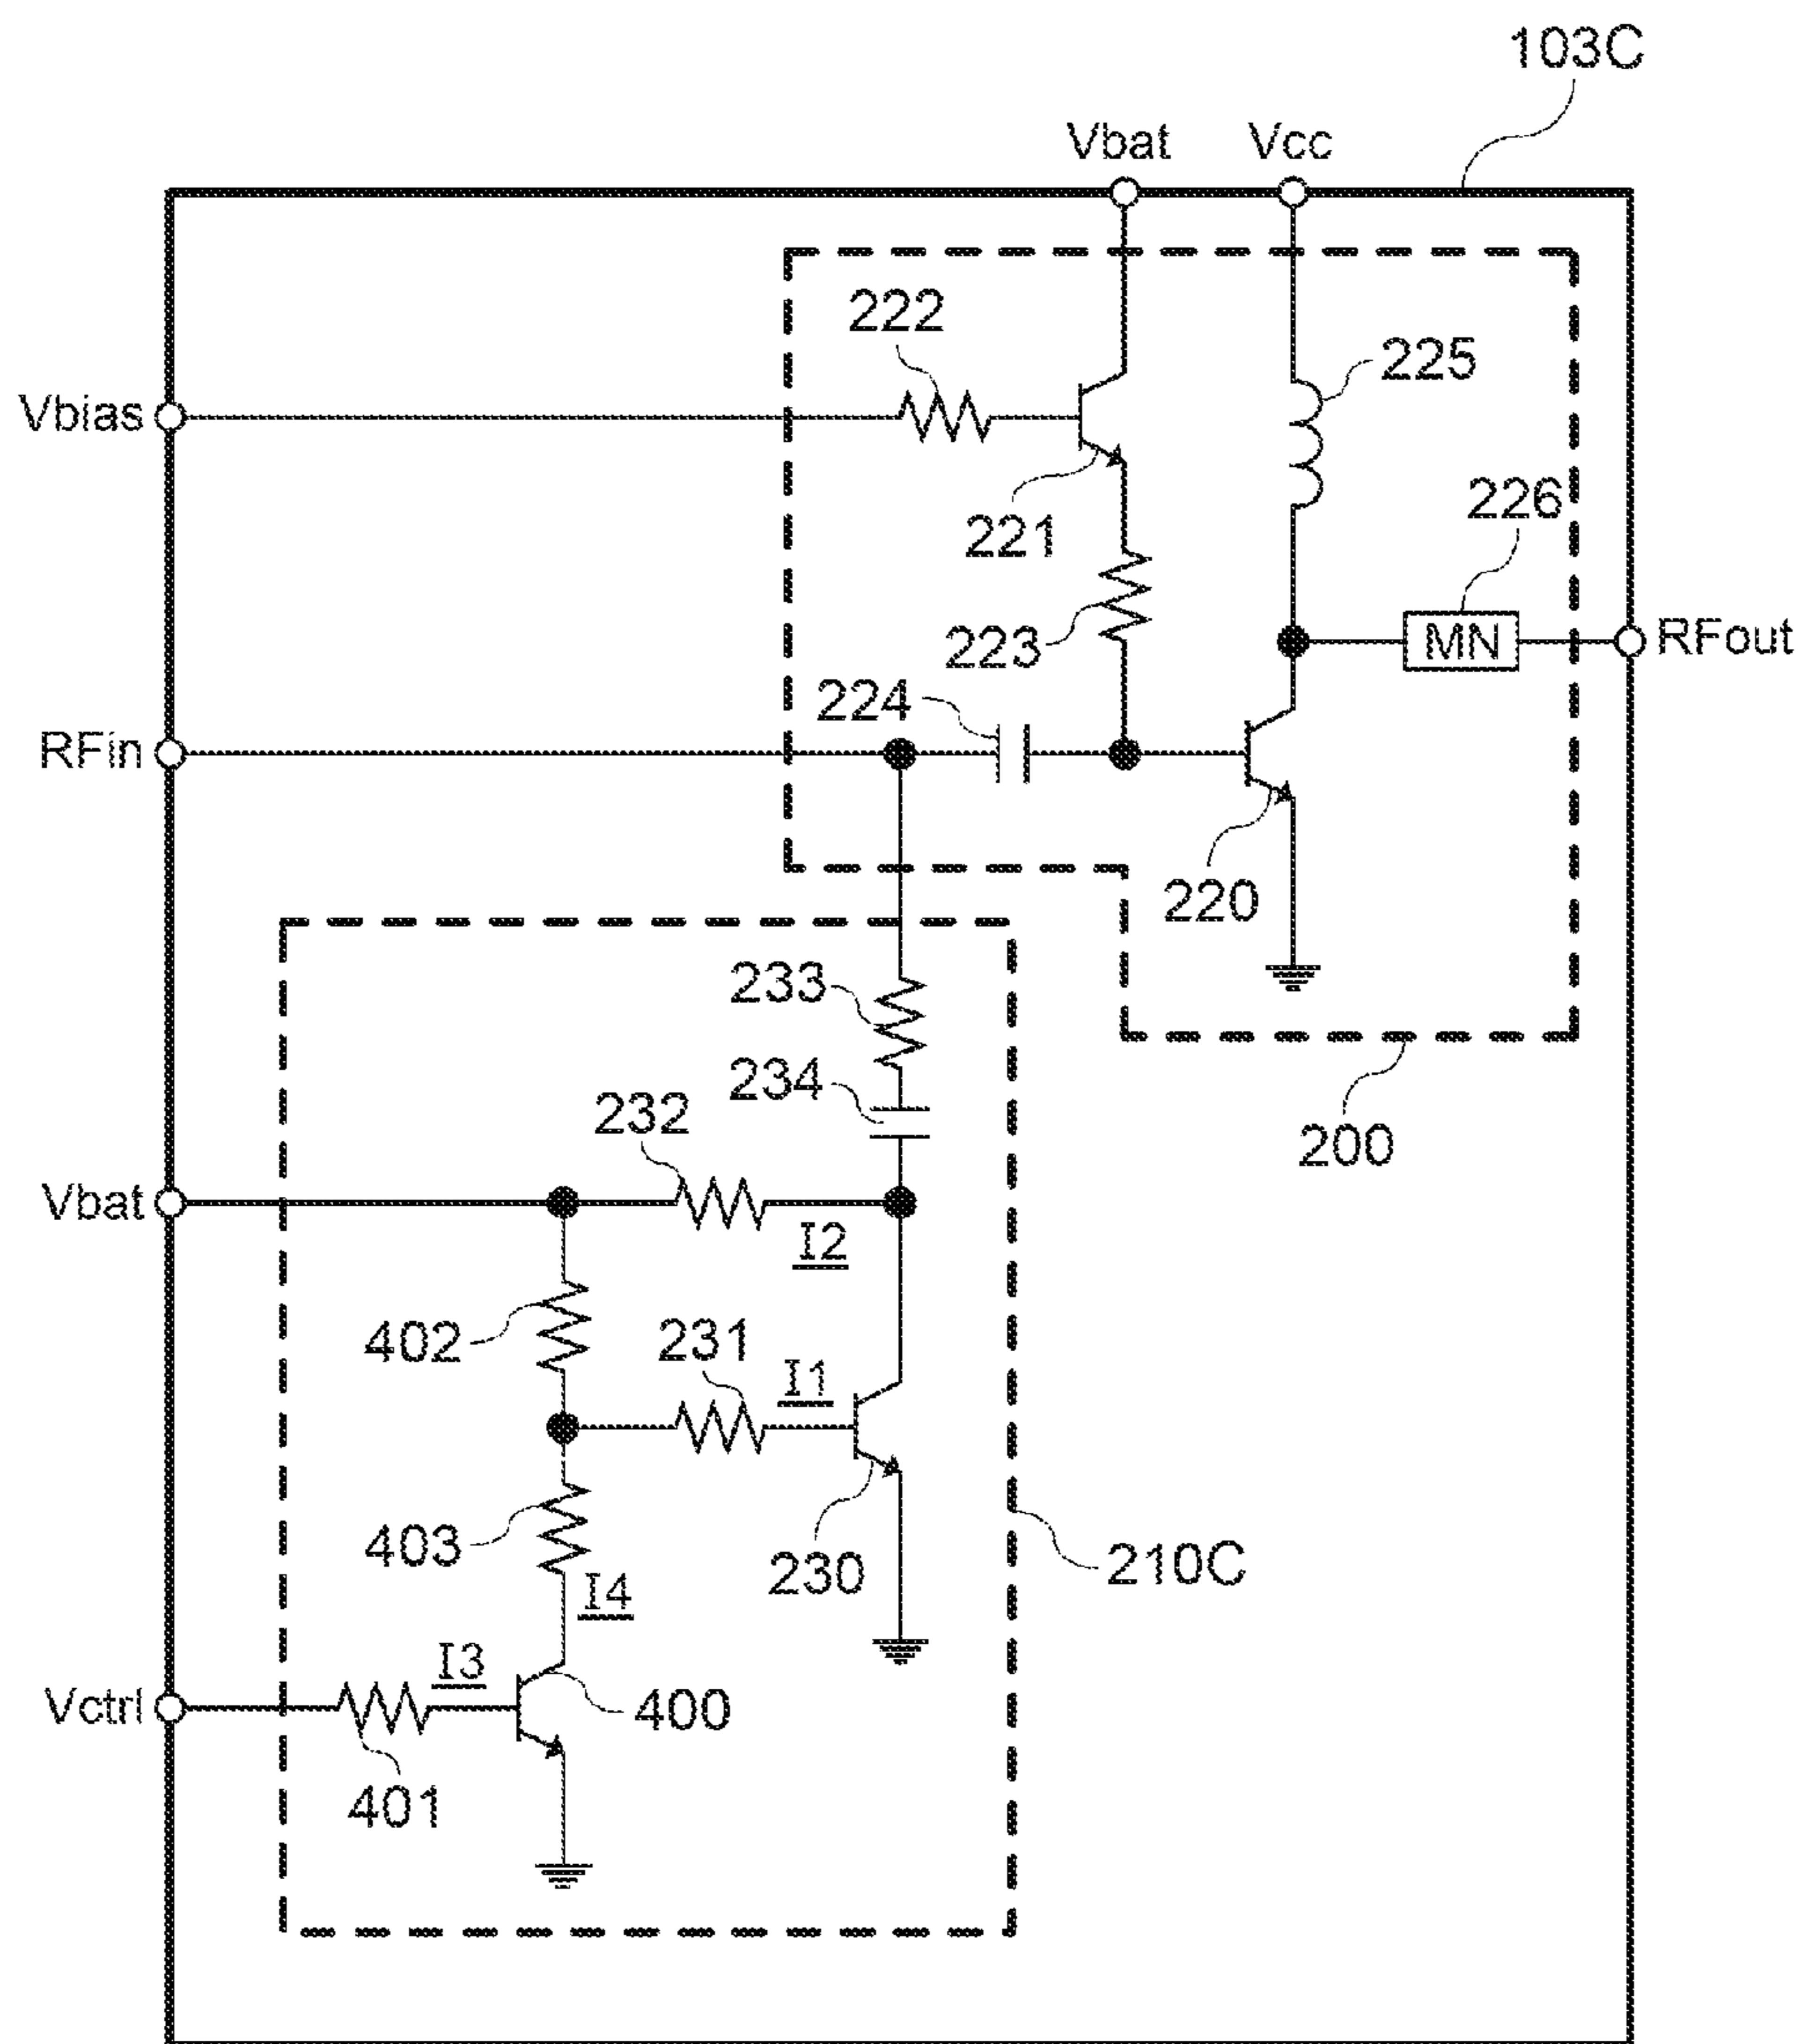 103C
Vbat
Vcc
222
225
Vbias
221
226
223
MN
RFout
224
RFin
220
233
234
232
200
Vbat
I2
402
231
I1
403
230
210C
I4
I3
Vctrl
400
401